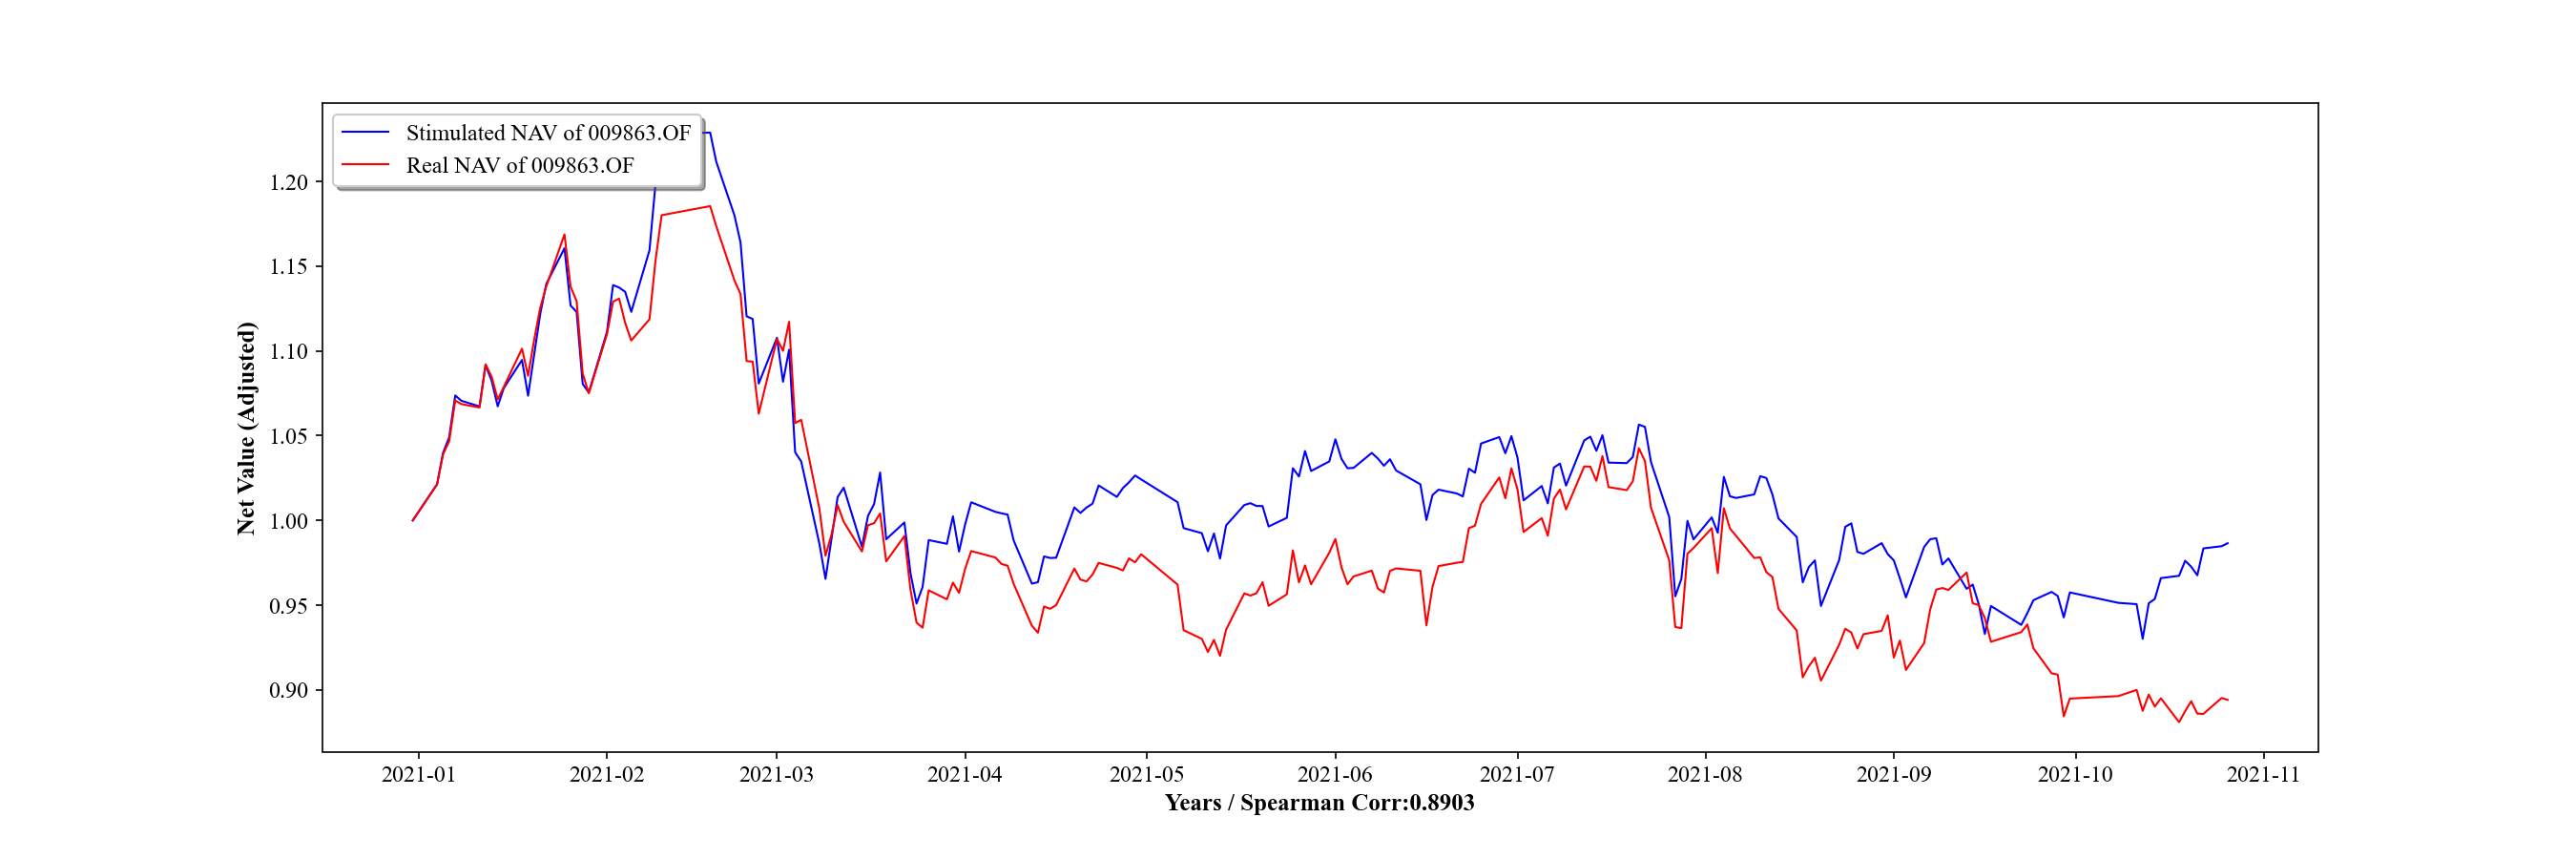 Stimulated NAV of 009863.OF
Real NAV of 009863.OF
Net Value (Adjusted)
1.20
1.15
1.10
1.05
1.00
0.95
0.90
2021-01 2021-02 2021-03 2021-04 2021-05 2021-06 2021-07 2021-08 2021-09 2021-10 2021-11
Years / Spearman Corr:0.8903